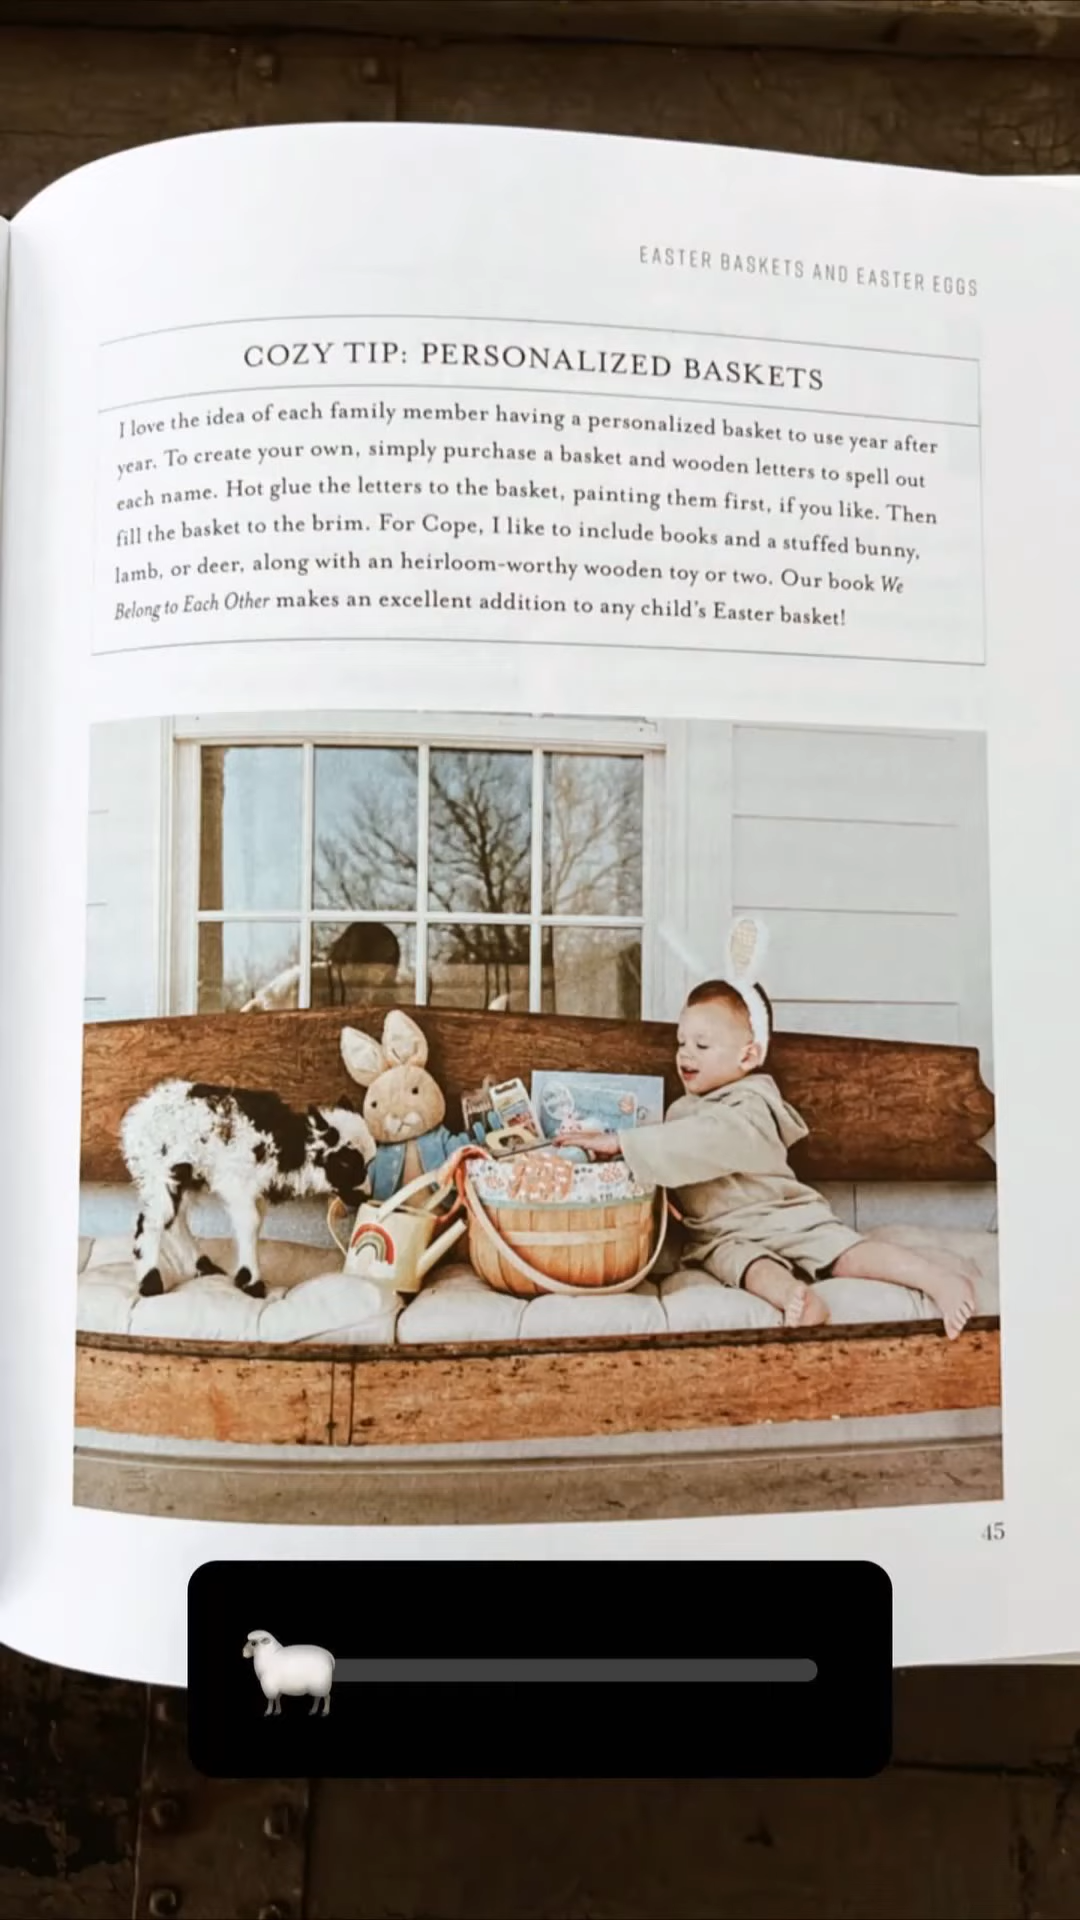 EASTER BASKETS AND EASTER EGGS
COZY TIP: PERSONALIZED BASKETS
I love the idea of each family member having a personalized basket to use year after
year. To create your own, simply purchase a basket and wooden letters to spell out
each name. Hot glue the letters to the basket, painting them first, if you like. Then
fill the basket to the brim. For Cope, I like to include books and a stuffed bunny,
lamb, or deer, along with an heirloom-worthy wooden toy or two. Our book We
Belong to Each Other makes an excellent addition to any child's Easter basket!
45